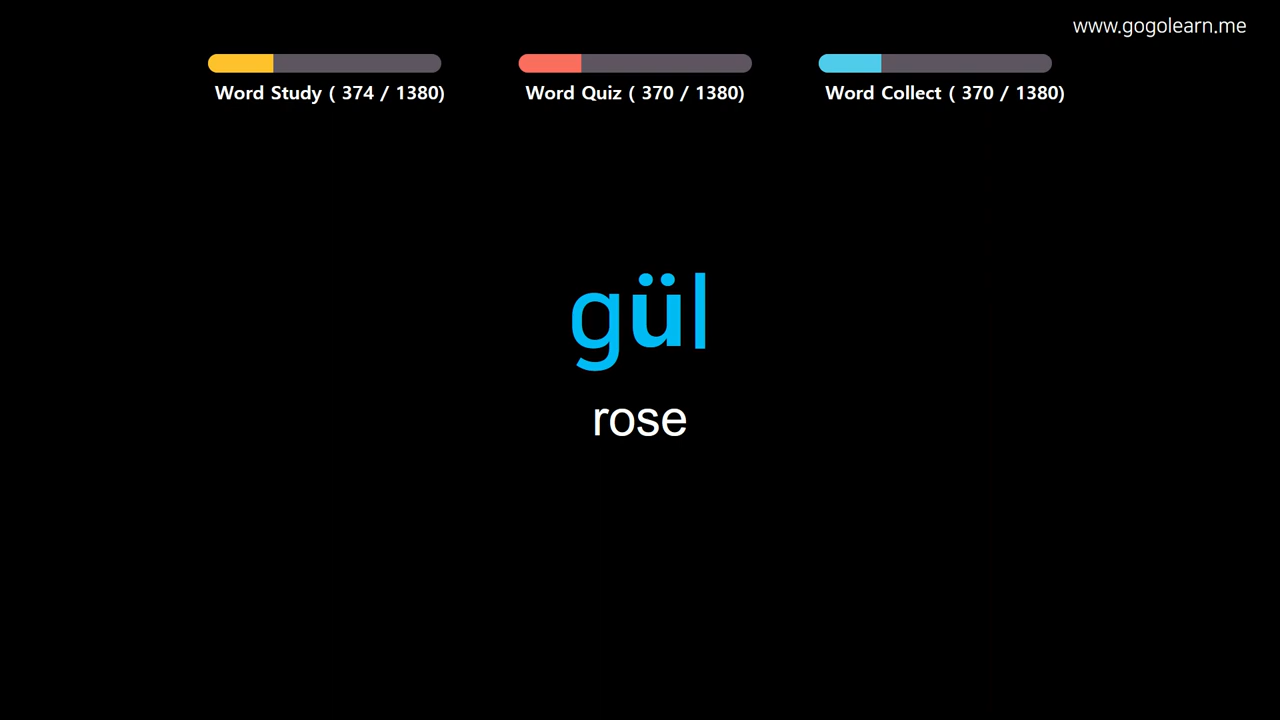 www.gogolearn.me
Word Study ( 374 / 1380)
Word Quiz ( 370 / 1380)
Word Collect ( 370 / 1380)
gül
rose